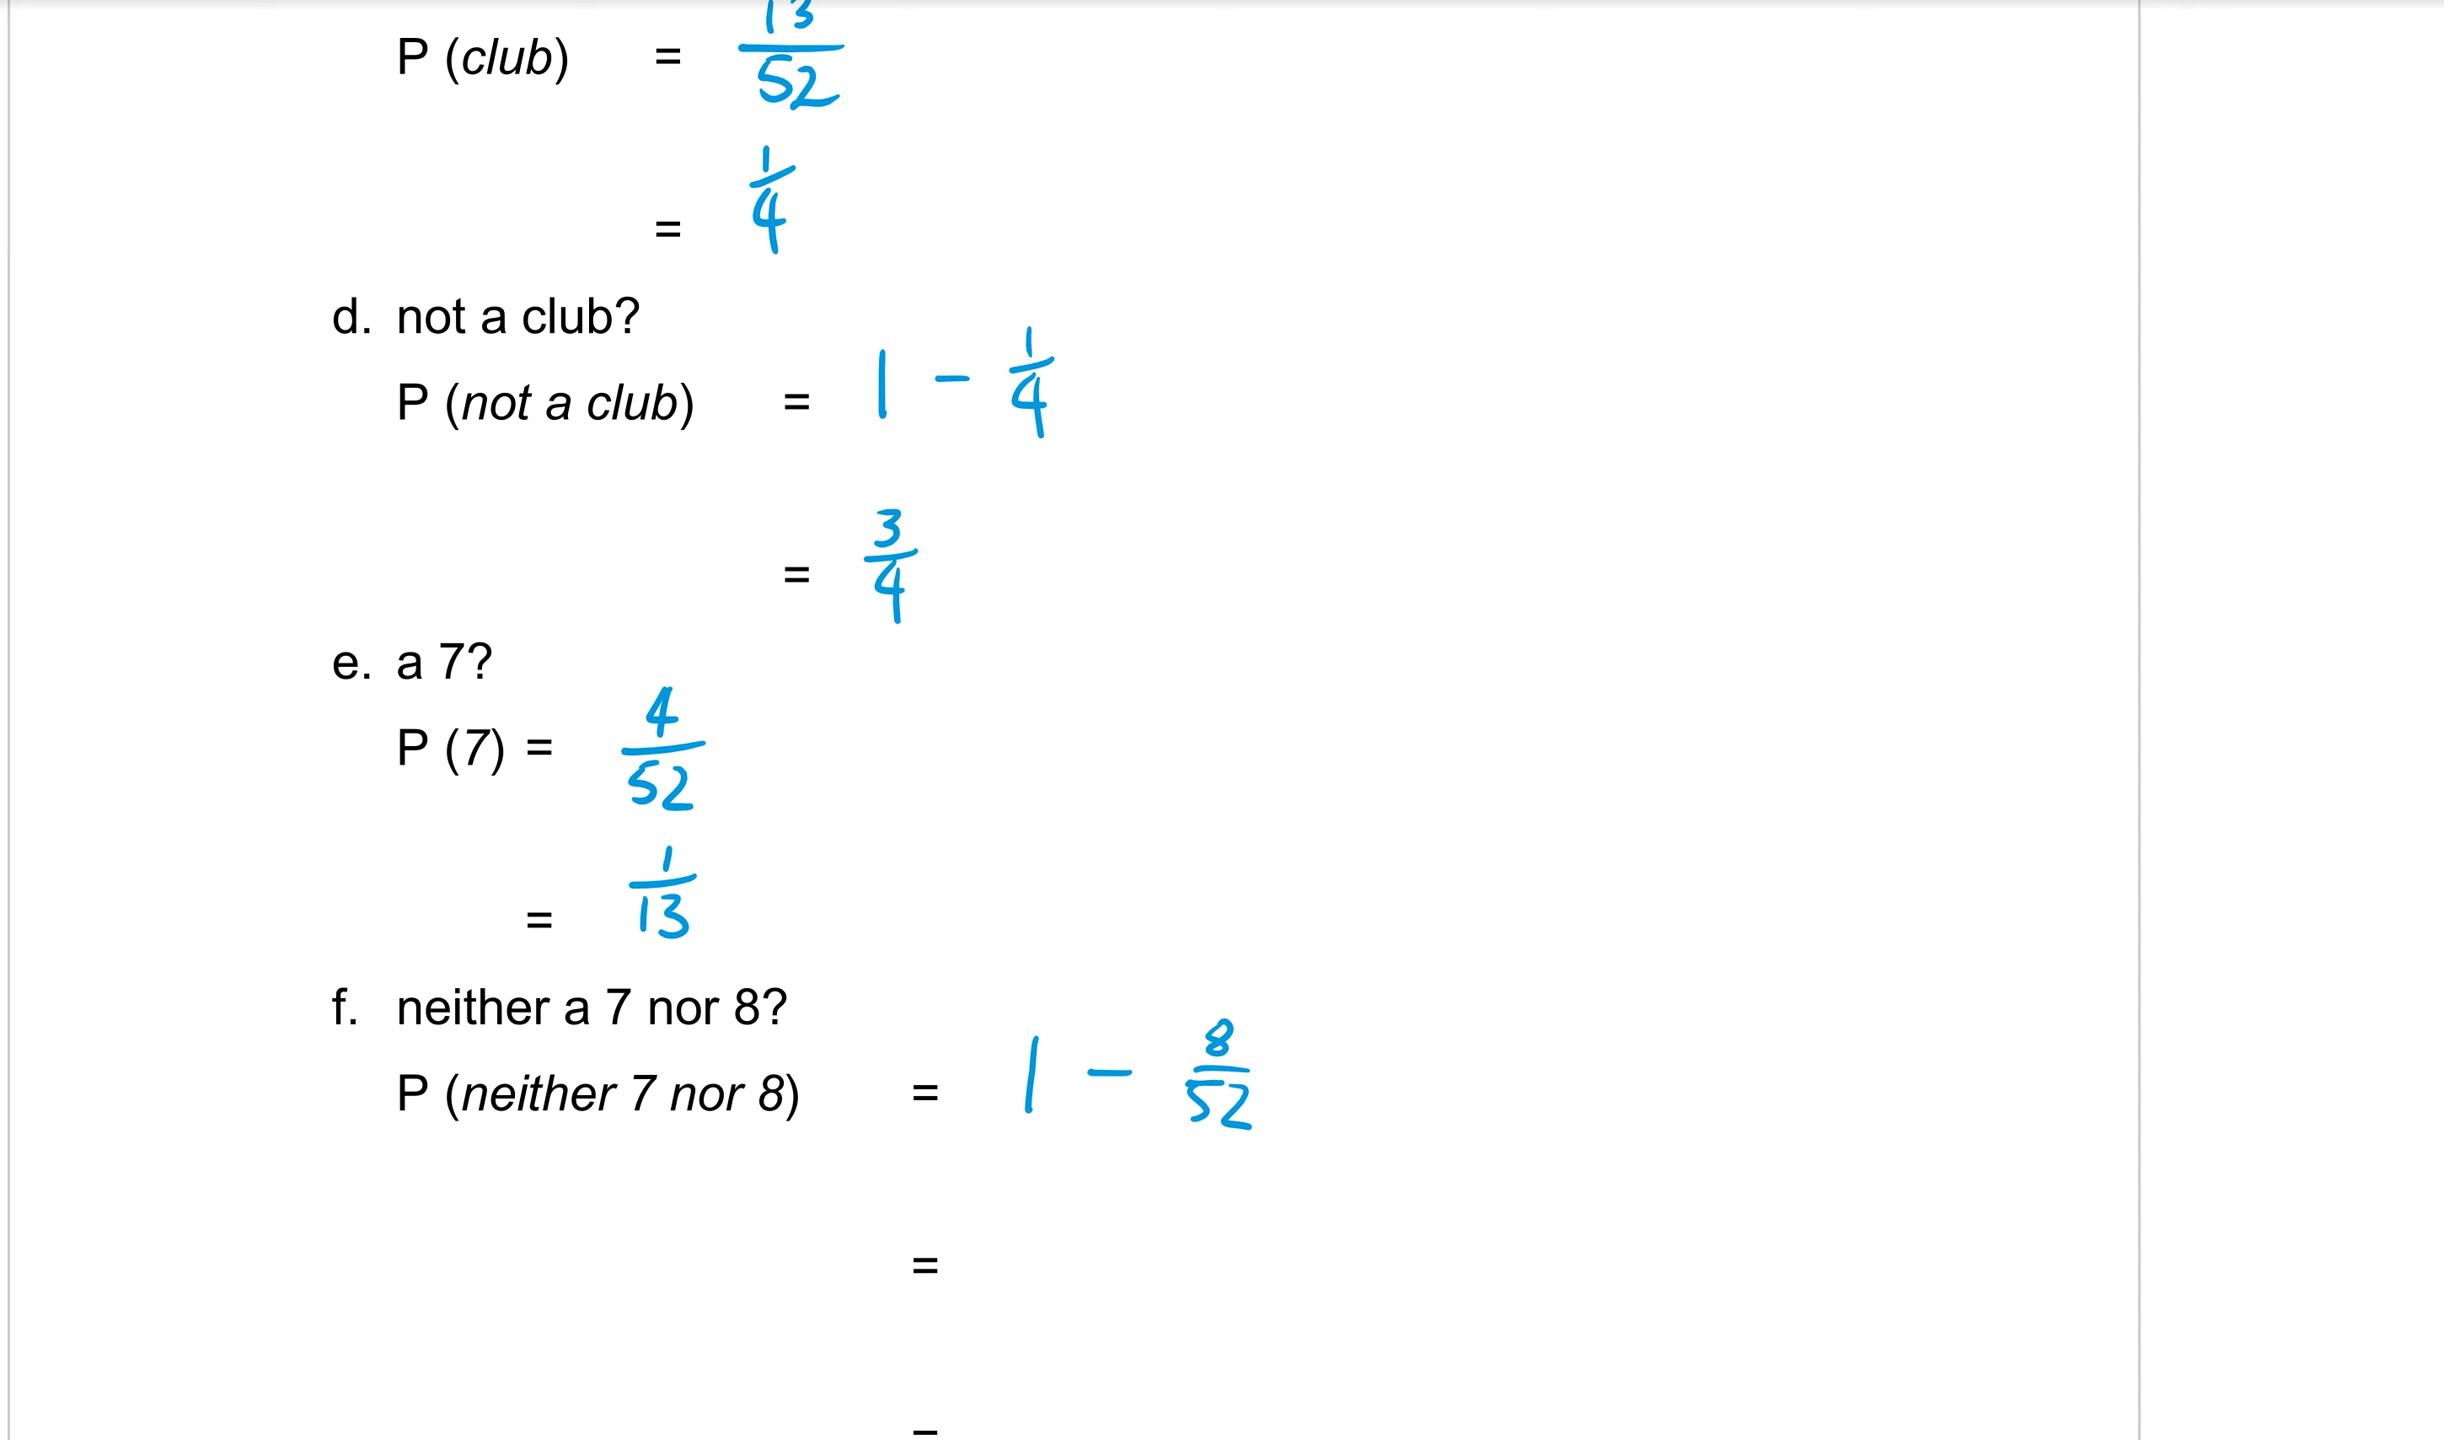 P (club) = 13/52
= 1/4
d. not a club?
P (not a club) = 1 - 1/4
= 3/4
e. a 7?
P (7) = 4/52
= 1/13
f. neither a 7 nor 8?
P (neither 7 nor 8) = 1 - 8/52
=